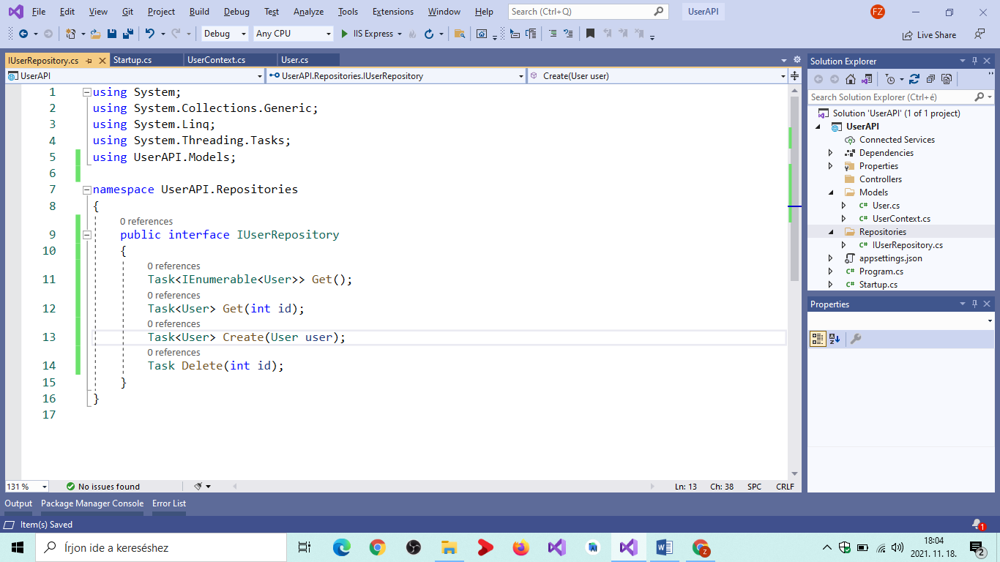 File Edit View Git Project Build Debug Test Analyze Tools Extensions Window Help Search (Ctrl+Q) UserAPI FZ
Debug Any CPU IIS Express Live Share
IUserRepository.cs Startup.cs UserContext.cs User.cs
UserAPI UserAPI.Repositories.IUserRepository Create(User user)
1 using System;
2 using System.Collections.Generic;
3 using System.Linq;
4 using System.Threading.Tasks;
5 using UserAPI.Models;
6
7 namespace UserAPI.Repositories
8 {
0 references
9 public interface IUserRepository
10 {
0 references
11 Task<IEnumerable<User>> Get();
0 references
12 Task<User> Get(int id);
0 references
13 Task<User> Create(User user);
0 references
14 Task Delete(int id);
15 }
16 }
17
131 % No issues found Ln: 13 Ch: 38 SPC CRLF
Solution Explorer
Search Solution Explorer (Ctrl+é)
Solution 'UserAPI' (1 of 1 project)
UserAPI
Connected Services
Dependencies
Properties
Controllers
Models
C# User.cs
C# UserContext.cs
Repositories
C# IUserRepository.cs
appsettings.json
C# Program.cs
C# Startup.cs
Properties
Output Package Manager Console Error List
Item(s) Saved 1
Írjon ide a kereséshez
18:04
2021. 11. 18.
2